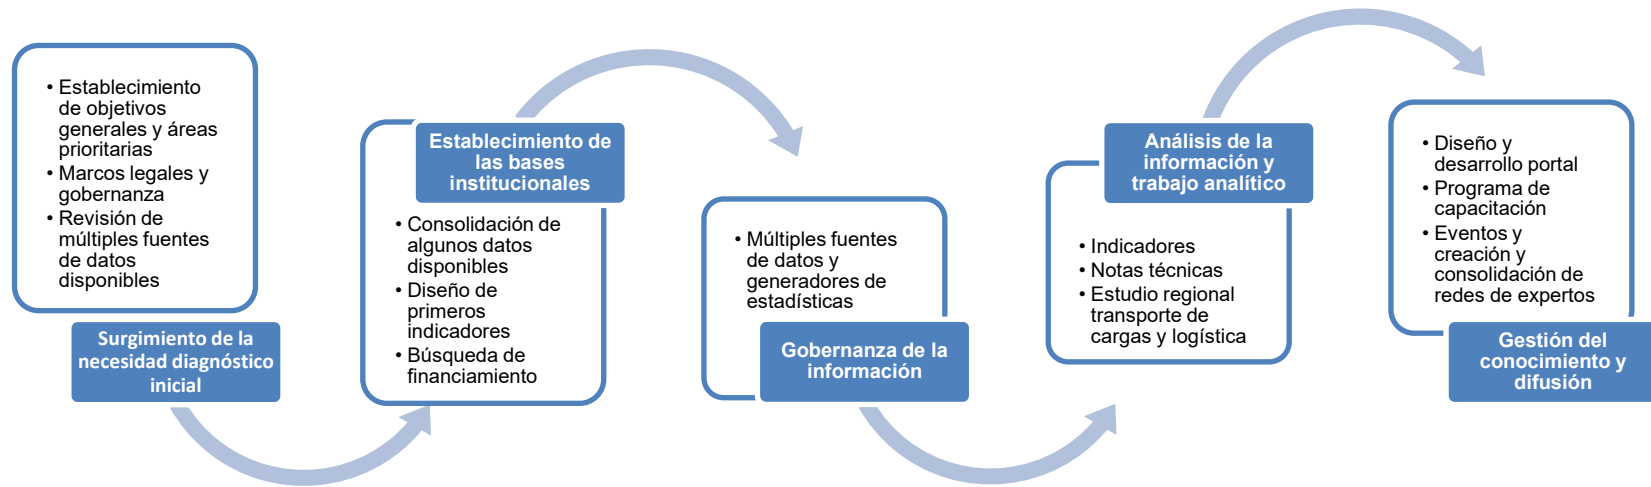 • Establecimiento
de objetivos
generales y áreas
prioritarias
• Marcos legales y
gobernanza
• Revisión de
múltiples fuentes
de datos
disponibles
Surgimiento de la
necesidad diagnóstico
inicial
Establecimiento de
las bases
institucionales
• Consolidación de
algunos datos
disponibles
• Diseño de
primeros
indicadores
• Búsqueda de
financiamiento
• Múltiples fuentes
de datos y
generadores de
estadísticas
Gobernanza de la
información
Análisis de la
información y
trabajo analítico
• Indicadores
• Notas técnicas
• Estudio regional
transporte de
cargas y logística
• Diseño y
desarrollo portal
• Programa de
capacitación
• Eventos y
creación y
consolidación de
redes de expertos
Gestión del
conocimiento y
difusión